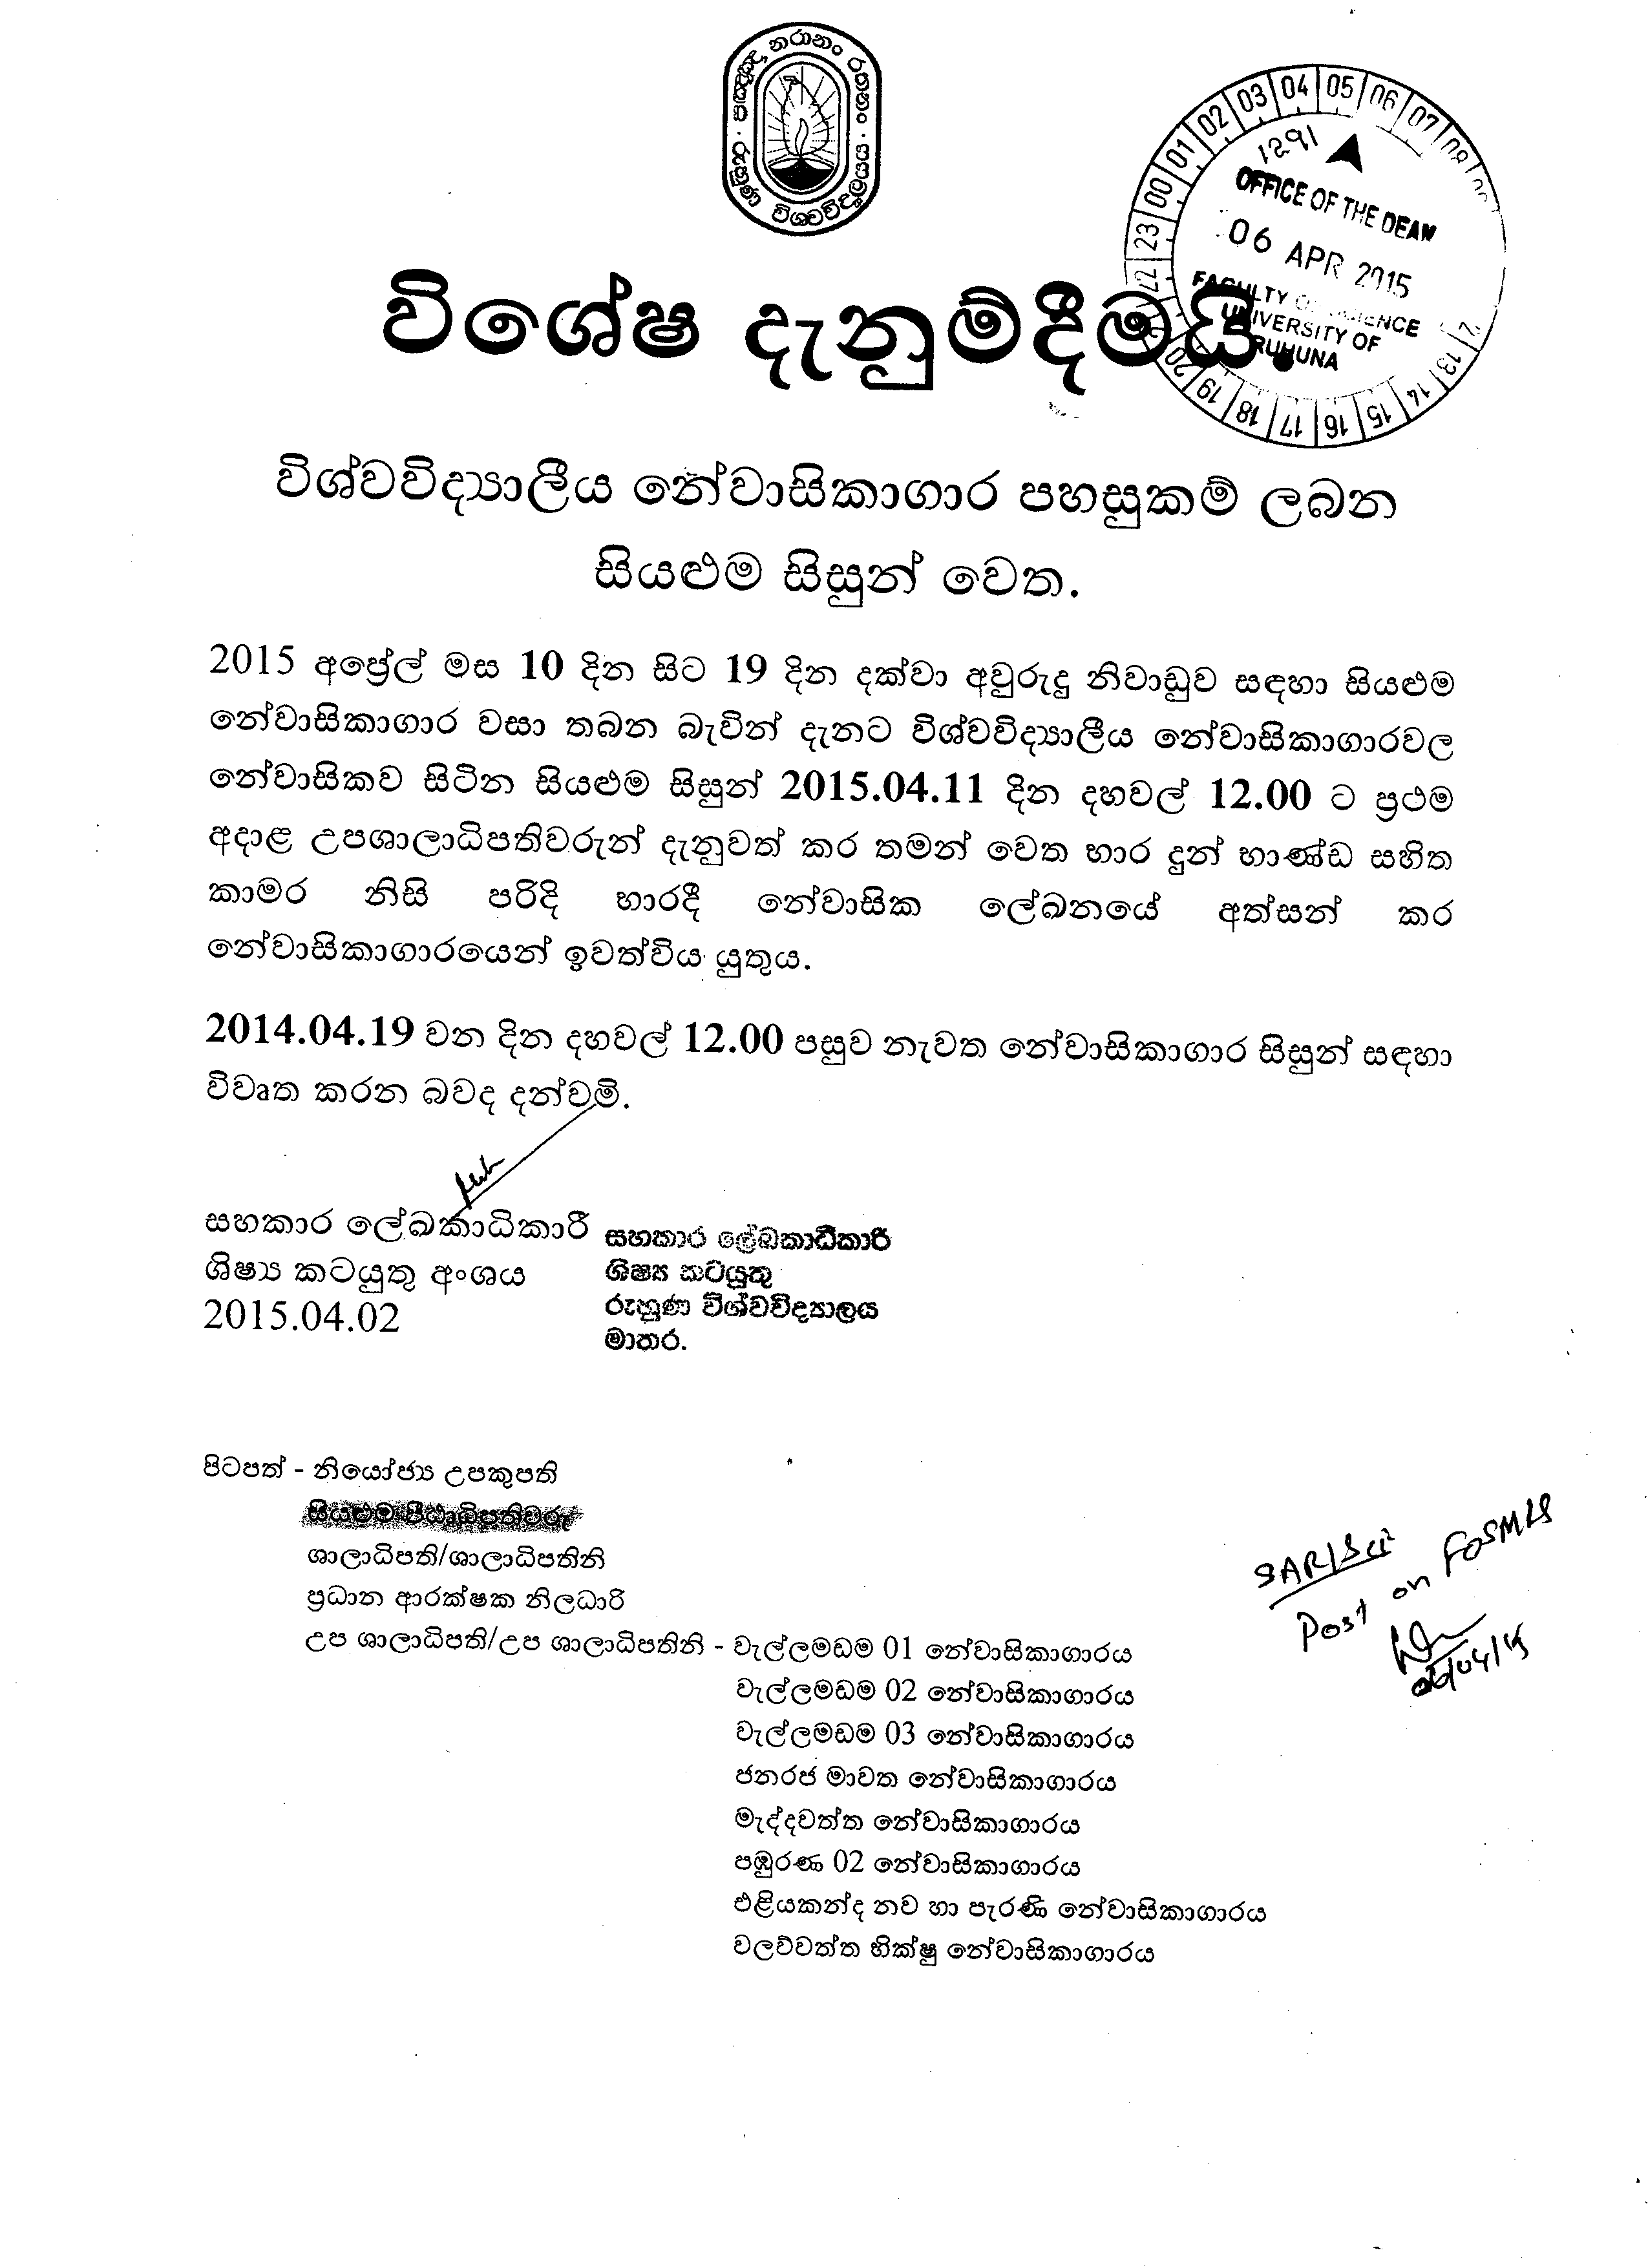 පඤ්ඤා නරානං රතනං
රුහුණ විශ්වවිද්‍යාලය
00 01 02 03 04 05 06 07 08
1291
OFFICE OF THE DEAN
06 APR 2015
FACULTY OF SCIENCE
UNIVERSITY OF
RUHUNA
13 14 15 16 17 18 19 20 22 23
විශේෂ දැනුම්දීමයි.
විශ්වවිද්‍යාලීය නේවාසිකාගාර පහසුකම් ලබන
සියළුම සිසුන් වෙත.
2015 අප්‍රේල් මස 10 දින සිට 19 දින දක්වා අවුරුදු නිවාඩුව සඳහා සියළුම
නේවාසිකාගාර වසා තබන බැවින් දැනට විශ්වවිද්‍යාලීය නේවාසිකාගාරවල
නේවාසිකව සිටින සියළුම සිසුන් 2015.04.11 දින දහවල් 12.00 ට ප්‍රථම
අදාළ උපශාලාධිපතිවරුන් දැනුවත් කර තමන් වෙත භාර දුන් භාණ්ඩ සහිත
කාමර නිසි පරිදි භාරදී නේවාසික ලේඛනයේ අත්සන් කර
නේවාසිකාගාරයෙන් ඉවත්විය යුතුය.
2014.04.19 වන දින දහවල් 12.00 පසුව නැවත නේවාසිකාගාර සිසුන් සඳහා
විවෘත කරන බවද දන්වමි.
සහකාර ලේඛකාධිකාරී
ශිෂ්‍ය කටයුතු අංශය
2015.04.02
සහකාර ලේඛකාධිකාරි
ශිෂ්‍ය කටයුතු
රුහුණ විශ්වවිද්‍යාලය
මාතර.
පිටපත් - නියෝජ්‍ය උපකුපති
සියළුම පීඨාධිපතිවරු
ශාලාධිපති/ශාලාධිපතිනි
ප්‍රධාන ආරක්ෂක නිලධාරි
උප ශාලාධිපති/උප ශාලාධිපතිනි - වැල්ලමඩම 01 නේවාසිකාගාරය
වැල්ලමඩම 02 නේවාසිකාගාරය
වැල්ලමඩම 03 නේවාසිකාගාරය
ජනරජ මාවත නේවාසිකාගාරය
මැද්දවත්ත නේවාසිකාගාරය
පඹුරණ 02 නේවාසිකාගාරය
එළියකන්ද නව හා පැරණි නේවාසිකාගාරය
වලව්වත්ත භික්ෂු නේවාසිකාගාරය
SAR/Sci
Post on FOSMIS
06/04/15